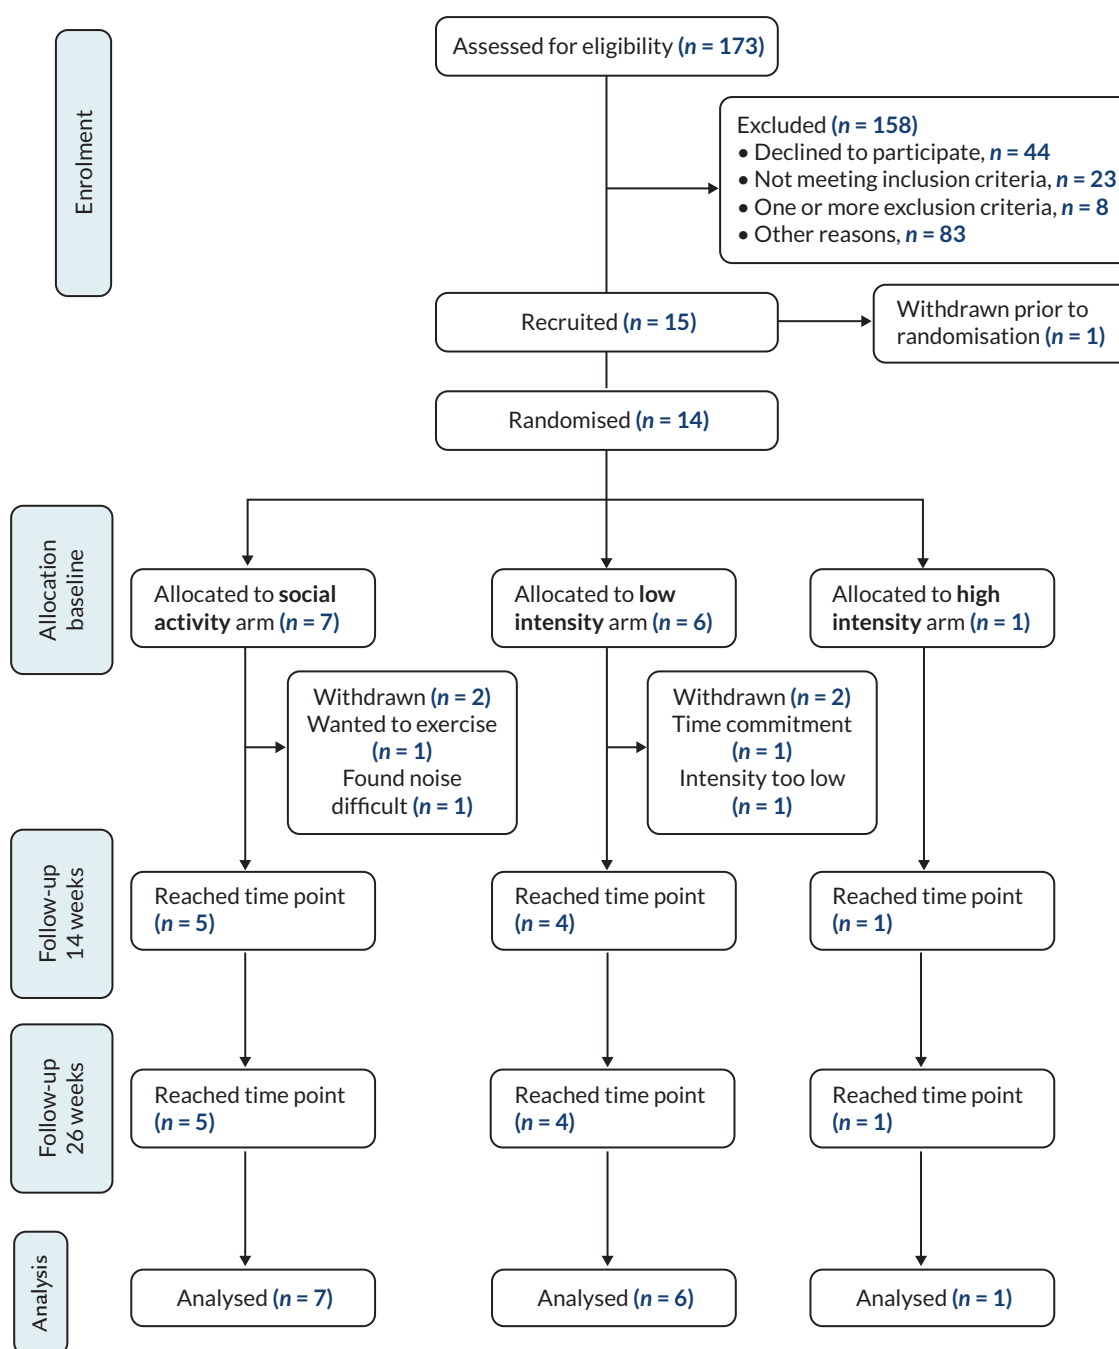 Enrolment
Assessed for eligibility (n = 173)
Excluded (n = 158)
• Declined to participate, n = 44
• Not meeting inclusion criteria, n = 23
• One or more exclusion criteria, n = 8
• Other reasons, n = 83
Recruited (n = 15)
Withdrawn prior to
randomisation (n = 1)
Randomised (n = 14)
Allocation
baseline
Allocated to social
activity arm (n = 7)
Allocated to low
intensity arm (n = 6)
Allocated to high
intensity arm (n = 1)
Withdrawn (n = 2)
Wanted to exercise
(n = 1)
Found noise
difficult (n = 1)
Withdrawn (n = 2)
Time commitment
(n = 1)
Intensity too low
(n = 1)
Follow-up
14 weeks
Reached time point
(n = 5)
Reached time point
(n = 4)
Reached time point
(n = 1)
Follow-up
26 weeks
Reached time point
(n = 5)
Reached time point
(n = 4)
Reached time point
(n = 1)
Analysis
Analysed (n = 7)
Analysed (n = 6)
Analysed (n = 1)